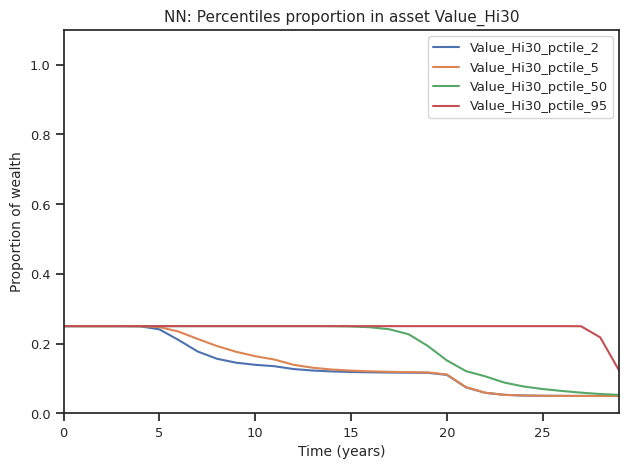 NN: Percentiles proportion in asset Value_Hi30
Value_Hi30_pctile_2
Value_Hi30_pctile_5
Value_Hi30_pctile_50
Value_Hi30_pctile_95
Proportion of wealth
1.0
0.8
0.6
0.4
0.2
0.0
0 5 10 15 20 25
Time (years)